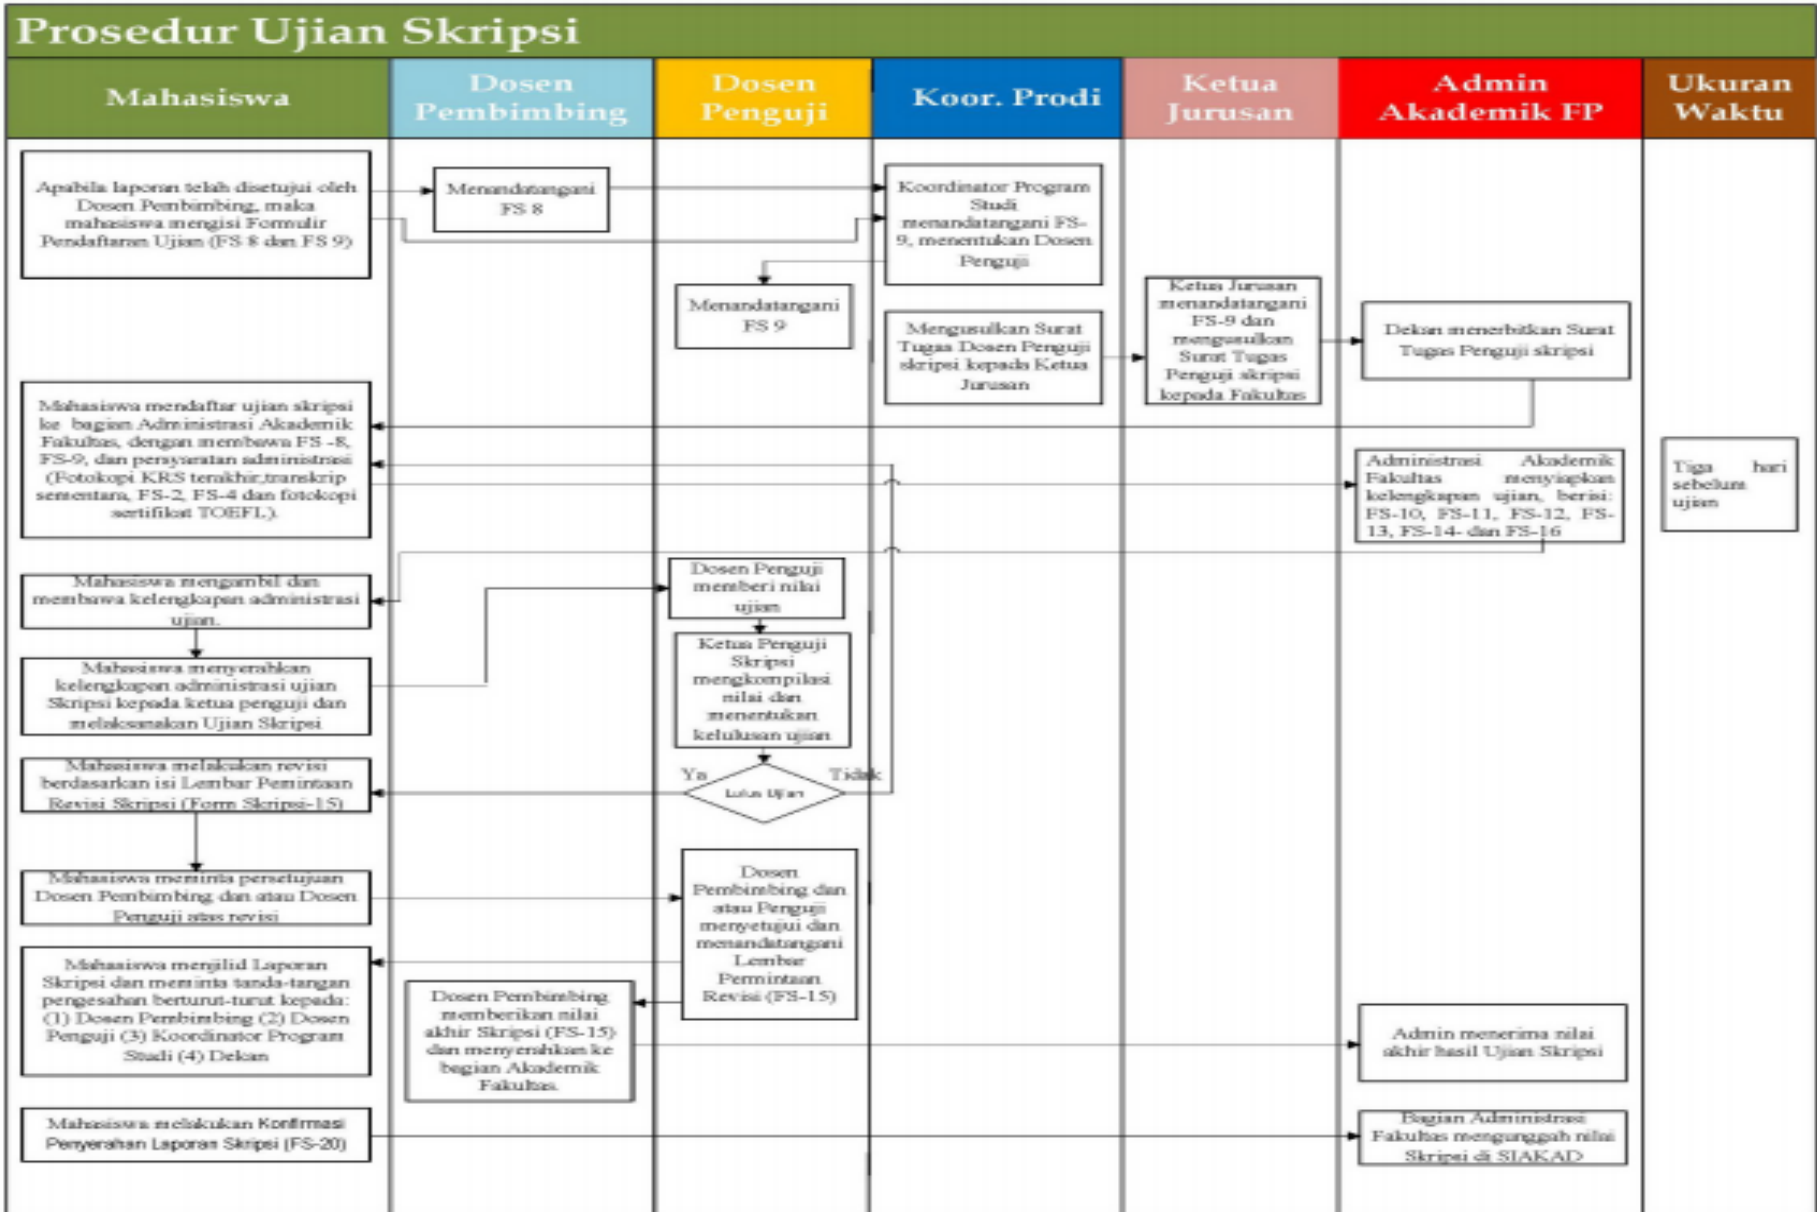 Prosedur Ujian Skripsi
Mahasiswa
Dosen
Pembimbing
Dosen
Penguji
Koor. Prodi
Ketua
Jurusan
Admin
Akademik FP
Ukuran
Waktu
Apabila laporan telah disetujui oleh
Dosen Pembimbing, maka
mahasiswa mengisi Formulir
Pendaftaran Ujian (FS 8 dan FS 9)
Menandatangani
FS 8
Koordinator Program
Studi
menandatangani FS-
9, menentukan Dosen
Penguji
Menandatangani
FS 9
Mengusulkan Surat
Tugas Dosen Penguji
skripsi kepada Ketua
Jurusan
Ketua Jurusan
menandatangani
FS-9 dan
mengusulkan
Surat Tugas
Penguji skripsi
kepada Fakultas
Dekan menerbitkan Surat
Tugas Penguji skripsi
Mahasiswa mendaftar ujian skripsi
ke bagian Administrasi Akademik
Fakultas, dengan membawa FS -8,
FS-9, dan persyaratan administrasi
(Fotokopi KRS terakhir,transkrip
sementara, FS-2, FS-4 dan fotokopi
sertifikat TOEFL).
Administrasi Akademik
Fakultas menyiapkan
kelengkapan ujian, berisi:
FS-10, FS-11, FS-12, FS-
13, FS-14- dan FS-16
Tiga hari
sebelum
ujian
Mahasiswa mengambil dan
membawa kelengkapan administrasi
ujian.
Dosen Penguji
memberi nilai
ujian
Mahasiswa menyerahkan
kelengkapan administrasi ujian
Skripsi kepada ketua penguji dan
melaksanakan Ujian Skripsi
Ketua Penguji
Skripsi
mengkompilasi
nilai dan
menentukan
kelulusan ujian
Mahasiswa melakukan revisi
berdasarkan isi Lembar Pemintaan
Revisi Skripsi (Form Skripsi-15)
Ya
Lulus Ujian
Tidak
Mahasiswa meminta persetujuan
Dosen Pembimbing dan atau Dosen
Penguji atas revisi
Dosen
Pembimbing dan
atau Penguji
menyetujui dan
menandatangani
Lembar
Permintaan
Revisi (FS-15)
Mahasiswa menjilid Laporan
Skripsi dan meminta tanda-tangan
pengesahan berturut-turut kepada:
(1) Dosen Pembimbing (2) Dosen
Penguji (3) Koordinator Program
Studi (4) Dekan
Dosen Pembimbing
memberikan nilai
akhir Skripsi (FS-15)
dan menyerahkan ke
bagian Akademik
Fakultas.
Admin menerima nilai
akhir hasil Ujian Skripsi
Mahasiswa melakukan Konfirmasi
Penyerahan Laporan Skripsi (FS-20)
Bagian Administrasi
Fakultas mengunggah nilai
Skripsi di SIAKAD